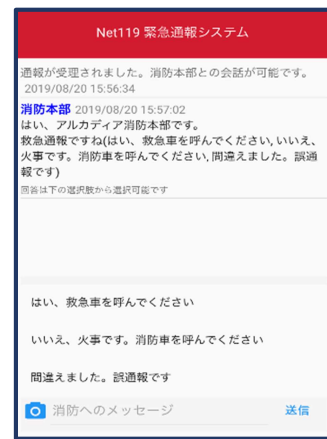 Net119 緊急通報システム
通報が受理されました。消防本部との会話が可能です。
2019/08/20 15:56:34
消防本部 2019/08/20 15:57:02
はい、アルカディア消防本部です。
救急通報ですね(はい、救急車を呼んでください, いいえ、
火事です。消防車を呼んでください, 間違えました。誤通
報です)
回答は下の選択肢から選択可能です
はい、救急車を呼んでください
いいえ、火事です。消防車を呼んでください
間違えました。誤通報です
消防へのメッセージ
送信